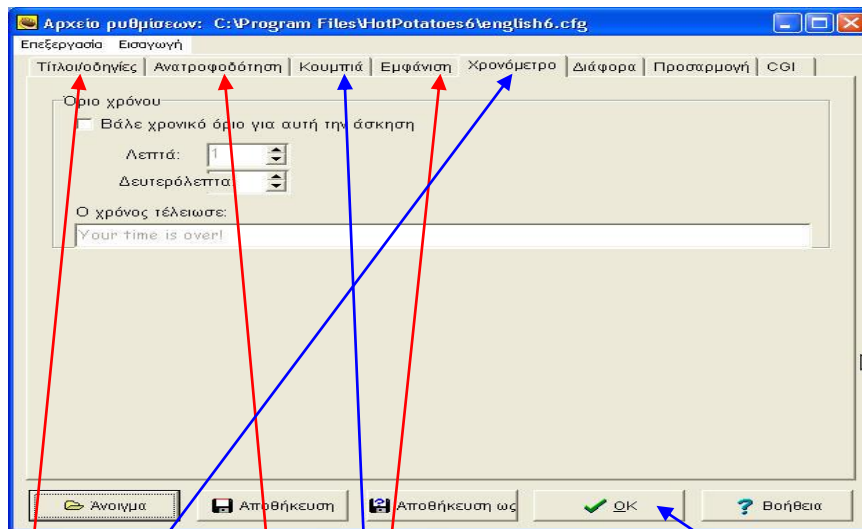 Αρχείο ρυθμίσεων: C:\Program Files\HotPotatoes6\english6.cfg
Επεξεργασία Εισαγωγή
Τίτλοι/οδηγίες Ανατροφοδότηση Κουμπιά Εμφάνιση Χρονόμετρο Διάφορα Προσαρμογή CGI
Όριο χρόνου
Βάλε χρονικό όριο για αυτή την άσκηση
Λεπτά: 1
Δευτερόλεπτα
Ο χρόνος τέλειωσε:
Your time is over!
Άνοιγμα Αποθήκευση Αποθήκευση ως OK Βοήθεια